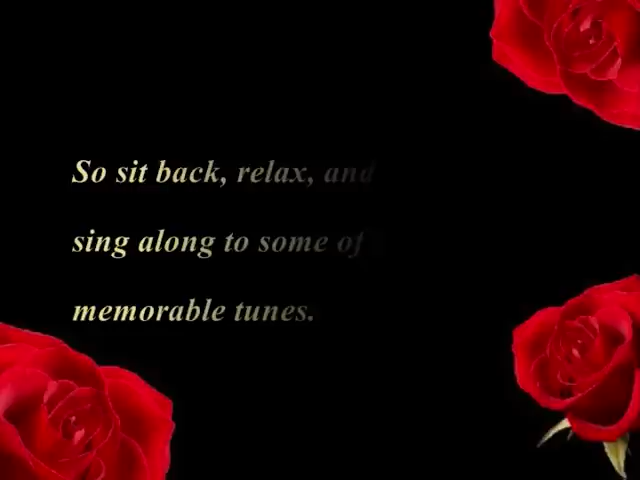 So sit back, relax, and
sing along to some of
memorable tunes.